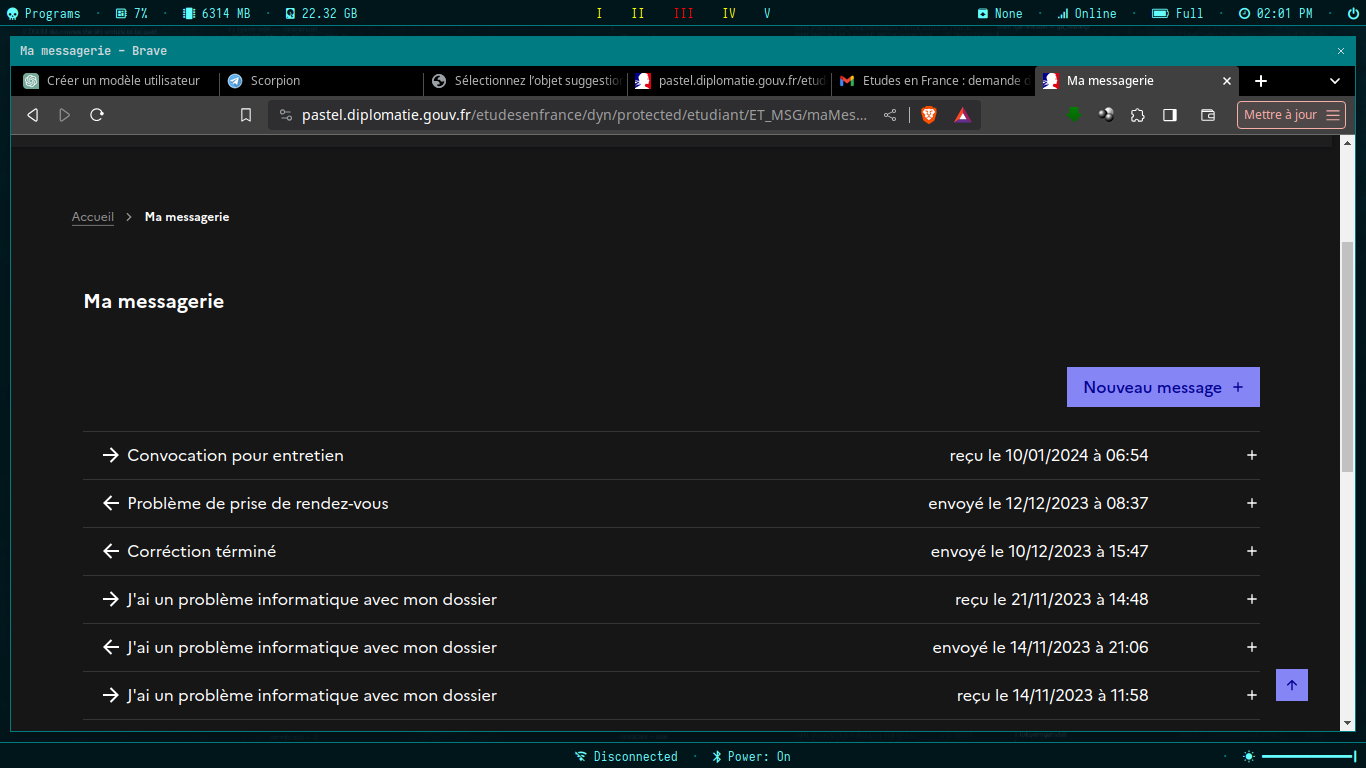 Programs · 7% · 6314 MB · 22.32 GB I II III IV V None · Online · Full · 02:01 PM ·
Ma messagerie - Brave
Créer un modèle utilisateur Scorpion Sélectionnez l'objet suggestion pastel.diplomatie.gouv.fr/etud Etudes en France : demande d Ma messagerie
pastel.diplomatie.gouv.fr/etudesenfrance/dyn/protected/etudiant/ET_MSG/maMes... Mettre à jour
Accueil > Ma messagerie
Ma messagerie
Nouveau message +
→ Convocation pour entretien reçu le 10/01/2024 à 06:54 +
← Problème de prise de rendez-vous envoyé le 12/12/2023 à 08:37 +
← Corréction términé envoyé le 10/12/2023 à 15:47 +
→ J'ai un problème informatique avec mon dossier reçu le 21/11/2023 à 14:48 +
← J'ai un problème informatique avec mon dossier envoyé le 14/11/2023 à 21:06 +
→ J'ai un problème informatique avec mon dossier reçu le 14/11/2023 à 11:58 +
Disconnected · Power: On